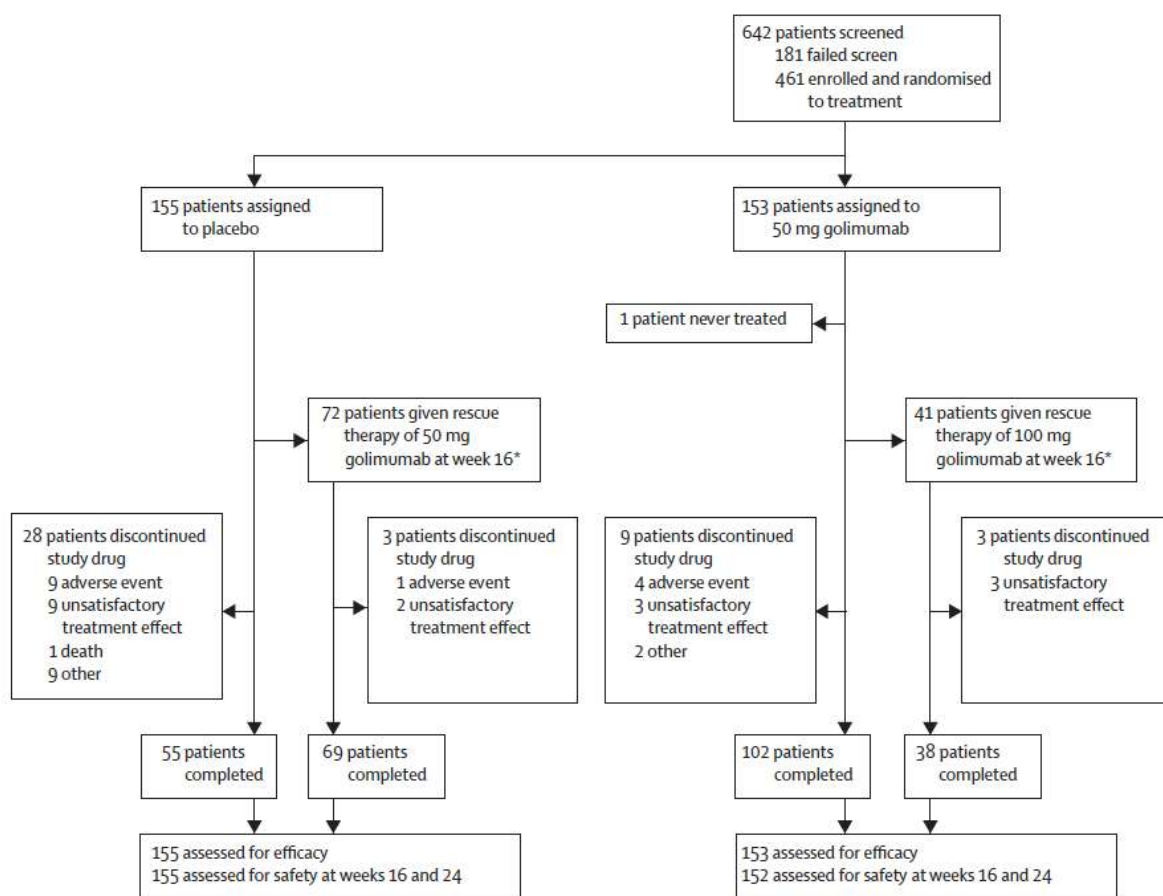 642 patients screened
181 failed screen
461 enrolled and randomised
to treatment
155 patients assigned
to placebo
153 patients assigned to
50 mg golimumab
1 patient never treated
72 patients given rescue
therapy of 50 mg
golimumab at week 16*
41 patients given rescue
therapy of 100 mg
golimumab at week 16*
28 patients discontinued
study drug
9 adverse event
9 unsatisfactory
treatment effect
1 death
9 other
3 patients discontinued
study drug
1 adverse event
2 unsatisfactory
treatment effect
9 patients discontinued
study drug
4 adverse event
3 unsatisfactory
treatment effect
2 other
3 patients discontinued
study drug
3 unsatisfactory
treatment effect
55 patients
completed
69 patients
completed
102 patients
completed
38 patients
completed
155 assessed for efficacy
155 assessed for safety at weeks 16 and 24
153 assessed for efficacy
152 assessed for safety at weeks 16 and 24